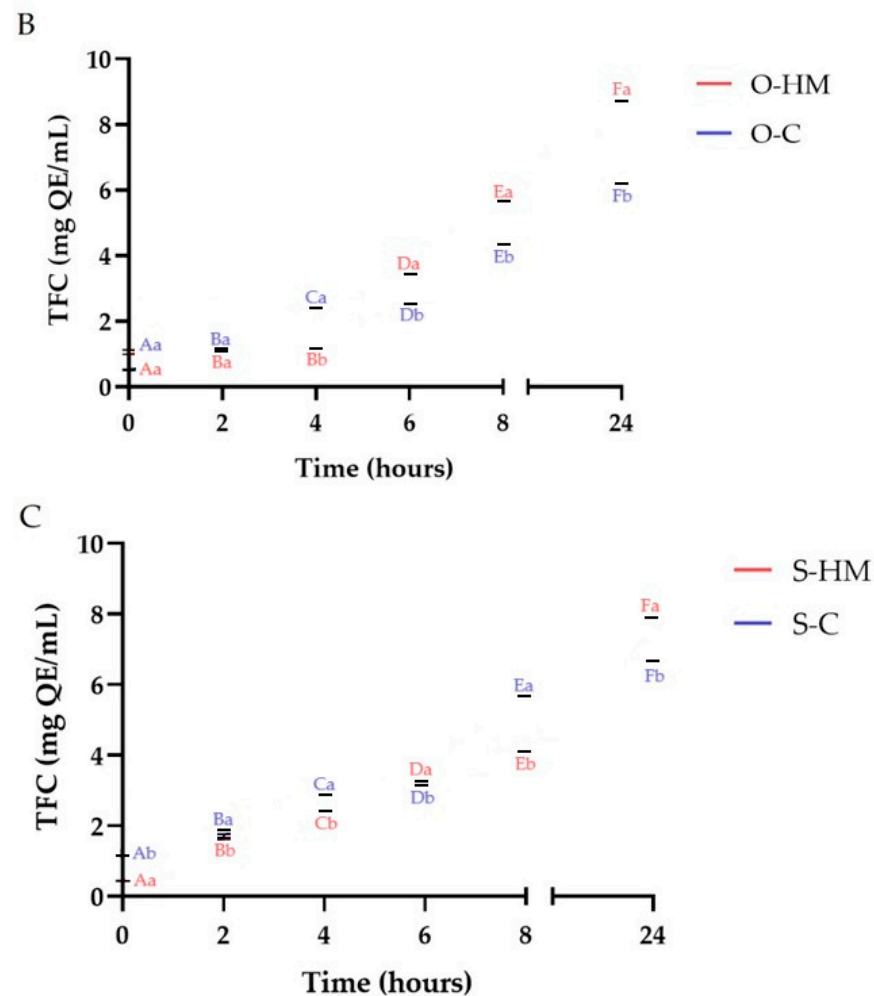 B
10
8
6
4
2
0
TFC (mg QE/mL)
O-HM
O-C
Fa
Fb
Ea
Eb
Da
Db
Ca
Bb
Ba
Ba
Aa
Aa
0 2 4 6 8 24
Time (hours)
C
10
8
6
4
2
0
TFC (mg QE/mL)
S-HM
S-C
Fa
Fb
Ea
Eb
Da
Db
Ca
Cb
Ba
Bb
Ab
Aa
0 2 4 6 8 24
Time (hours)